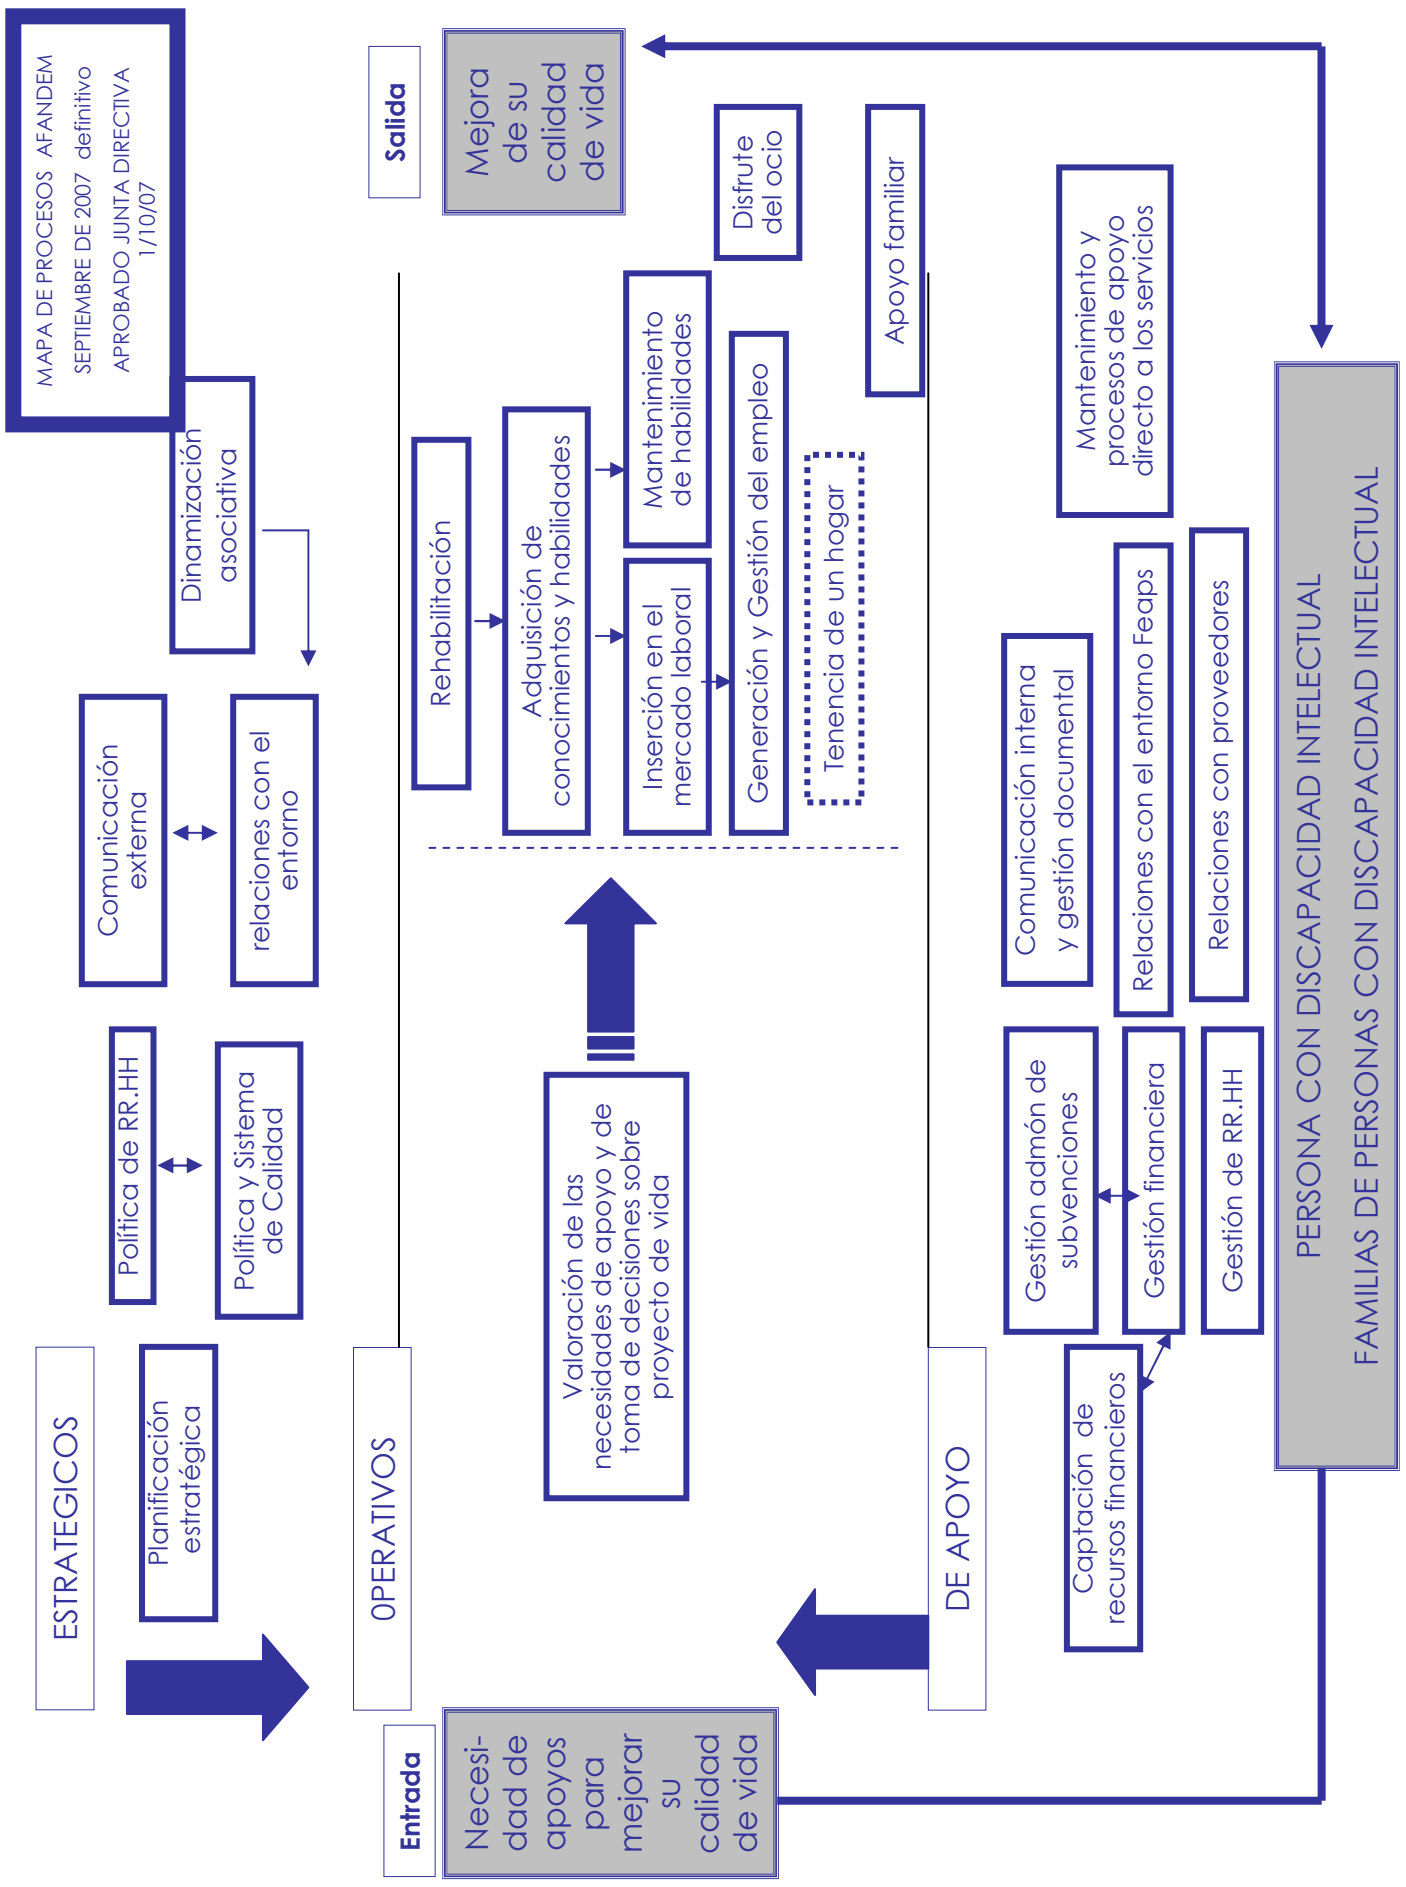 MAPA DE PROCESOS AFANDEM
SEPTIEMBRE DE 2007 definitivo
APROBADO JUNTA DIRECTIVA
1/10/07
ESTRATEGICOS
Planificación
estratégica
Política de RR.HH
Política y Sistema
de Calidad
Comunicación
externa
relaciones con el
entorno
Dinamización
asociativa
0PERATIVOS
Entrada
Necesi-
dad de
apoyos
para
mejorar
su
calidad
de vida
Valoración de las
necesidades de apoyo y de
toma de decisiones sobre
proyecto de vida
Rehabilitación
Adquisición de
conocimientos y habilidades
Inserción en el
mercado laboral
Mantenimiento
de habilidades
Generación y Gestión del empleo
Tenencia de un hogar
Disfrute
del ocio
Apoyo familiar
Salida
Mejora
de su
calidad
de vida
DE APOYO
Captación de
recursos financieros
Gestión admón de
subvenciones
Gestión financiera
Gestión de RR.HH
Comunicación interna
y gestión documental
Relaciones con el entorno Feaps
Relaciones con proveedores
Mantenimiento y
procesos de apoyo
directo a los servicios
PERSONA CON DISCAPACIDAD INTELECTUAL
FAMILIAS DE PERSONAS CON DISCAPACIDAD INTELECTUAL